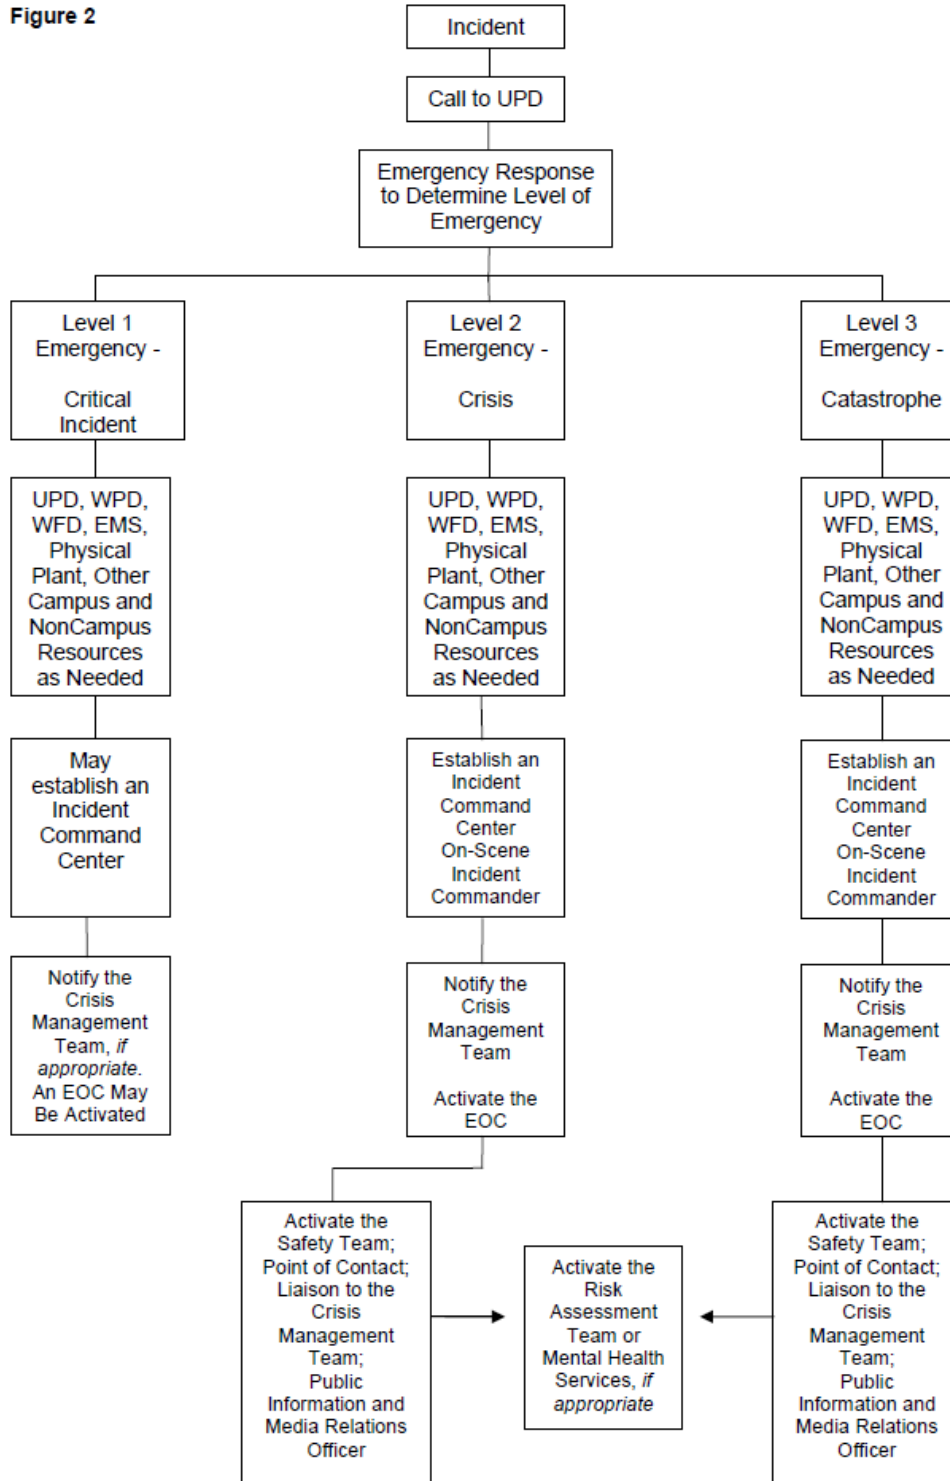 Figure 2
Incident
Call to UPD
Emergency Response
to Determine Level of
Emergency
Level 1
Emergency -
Critical
Incident
Level 2
Emergency -
Crisis
Level 3
Emergency -
Catastrophe
UPD, WPD,
WFD, EMS,
Physical
Plant, Other
Campus and
NonCampus
Resources
as Needed
UPD, WPD,
WFD, EMS,
Physical
Plant, Other
Campus and
NonCampus
Resources
as Needed
UPD, WPD,
WFD, EMS,
Physical
Plant, Other
Campus and
NonCampus
Resources
as Needed
May
establish an
Incident
Command
Center
Establish an
Incident
Command
Center
On-Scene
Incident
Commander
Establish an
Incident
Command
Center
On-Scene
Incident
Commander
Notify the
Crisis
Management
Team, if
appropriate.
An EOC May
Be Activated
Notify the
Crisis
Management
Team
Activate the
EOC
Notify the
Crisis
Management
Team
Activate the
EOC
Activate the
Safety Team;
Point of Contact;
Liaison to the
Crisis
Management
Team;
Public
Information and
Media Relations
Officer
Activate the
Risk
Assessment
Team or
Mental Health
Services, if
appropriate
Activate the
Safety Team;
Point of Contact;
Liaison to the
Crisis
Management
Team;
Public
Information and
Media Relations
Officer